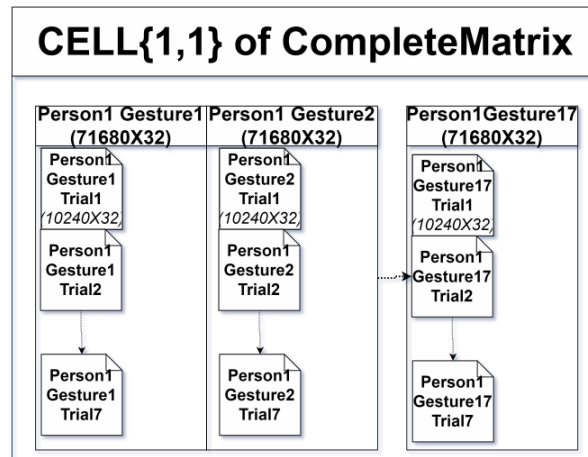 CELL{1,1} of CompleteMatrix
Person1 Gesture1
(71680X32)
Person1 Gesture2
(71680X32)
Person1Gesture17
(71680X32)
Person1
Gesture1
Trial1
(10240X32)
Person1
Gesture1
Trial2
Person1
Gesture1
Trial7
Person1
Gesture2
Trial1
(10240X32)
Person1
Gesture2
Trial2
Person1
Gesture2
Trial7
Person1
Gesture17
Trial1
(10240X32)
Person1
Gesture17
Trial2
Person1
Gesture17
Trial7